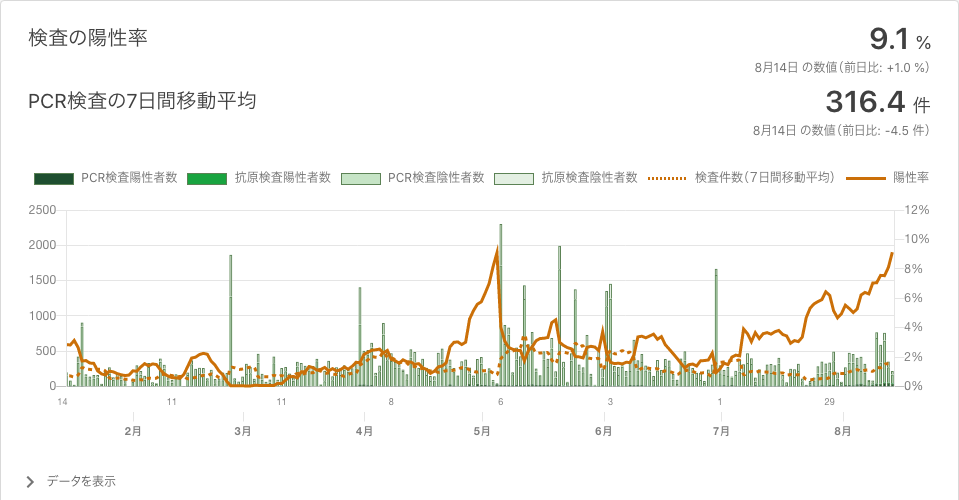 検査の陽性率
9.1 %
8月14日 の数値（前日比: +1.0 %）
PCR検査の7日間移動平均
316.4 件
8月14日 の数値（前日比: -4.5 件）
PCR検査陽性者数 抗原検査陽性者数 PCR検査陰性者数 抗原検査陰性者数 検査件数（7日間移動平均） 陽性率
2500 12%
2000 10%
1500 8%
1000 6%
500 4%
0 2%
0%
14 11 11 8 6 3 1 29
2月 3月 4月 5月 6月 7月 8月
データを表示